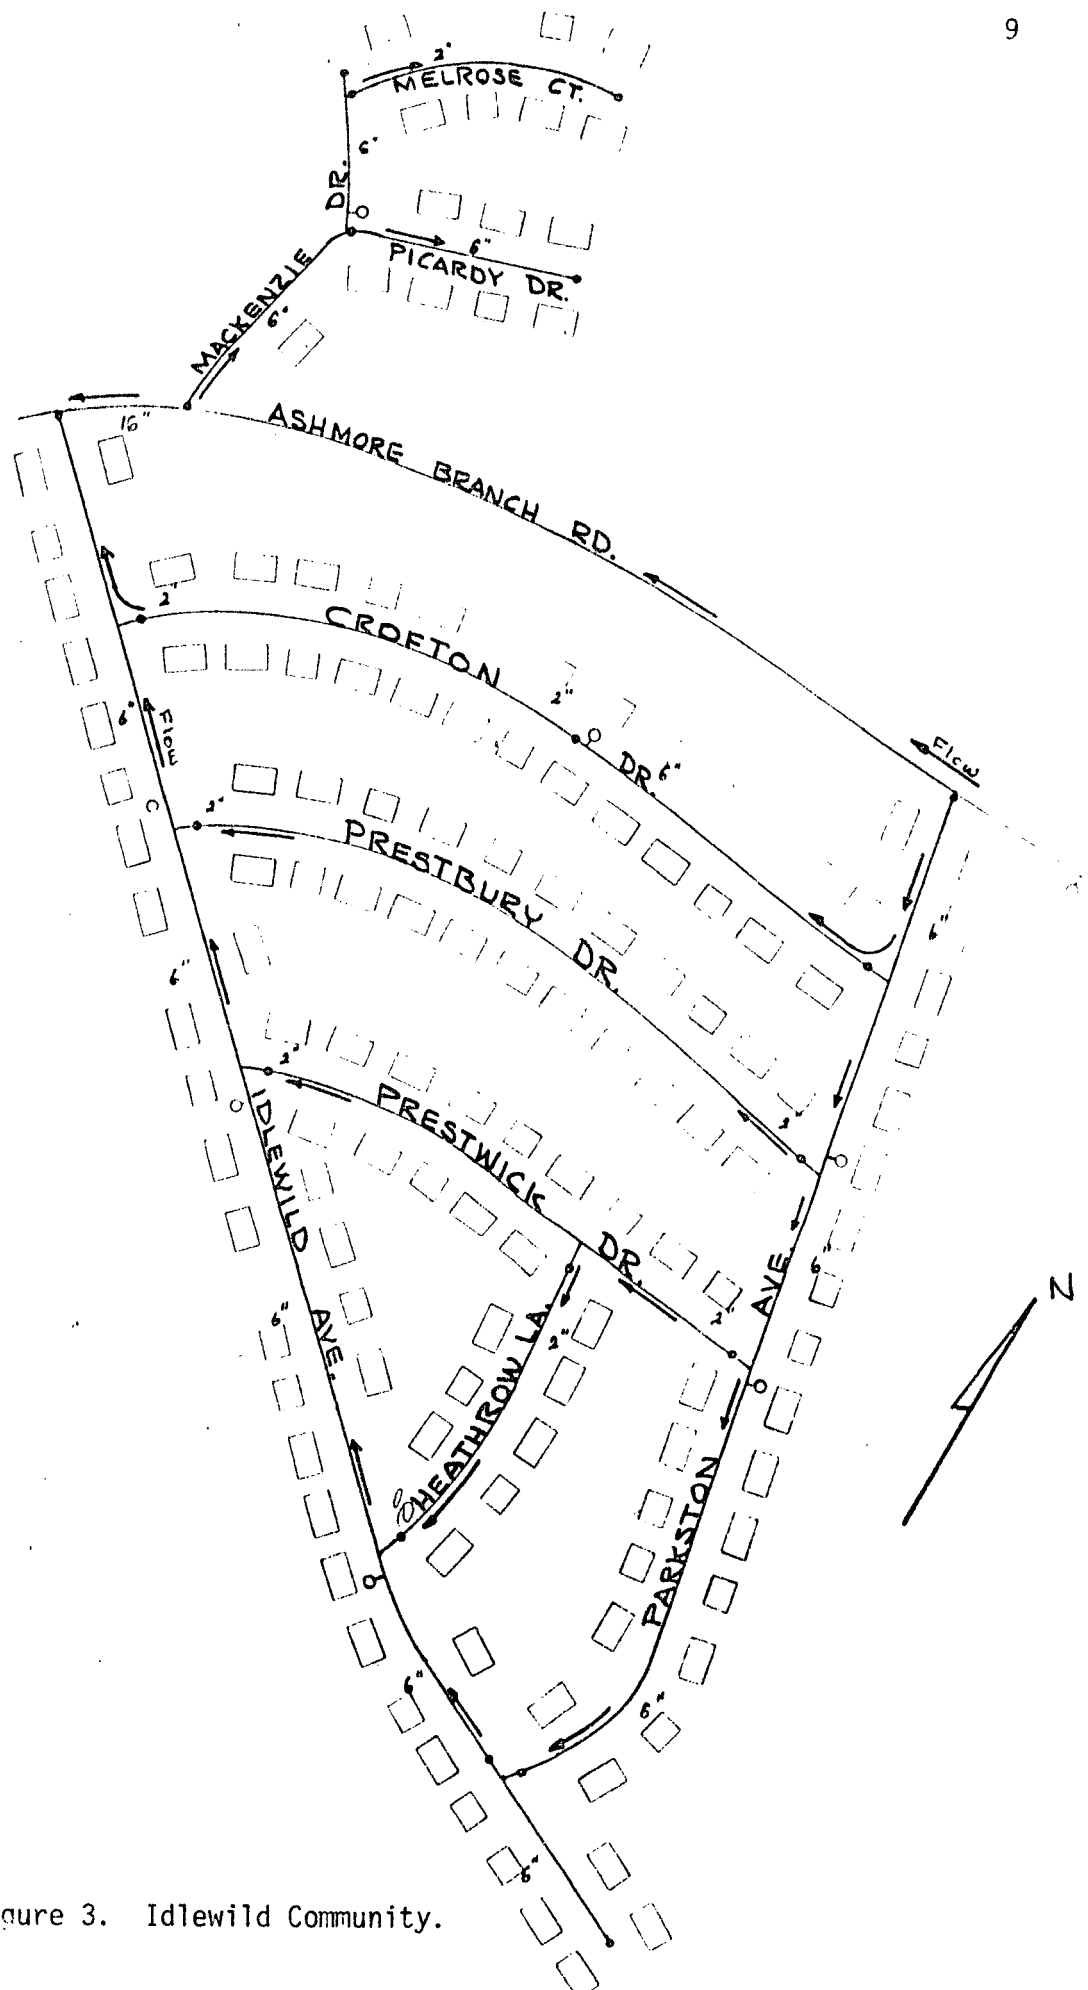 9
2"
MELROSE CT.
6"
DR.
6"
PICARDY DR.
MACKENZIE
6"
16"
ASHMORE BRANCH RD.
2"
CROFTON
2"
DR. 6"
6"
Flow
Flow
2"
PRESTBURY DR.
6"
6"
2"
2"
PRESTWICK DR.
IDLEWILD AVE.
6"
AVE.
6"
2"
HEATHROW LA.
2"
PARKSTON
N
6"
6"
6"
gure 3. Idlewild Community.